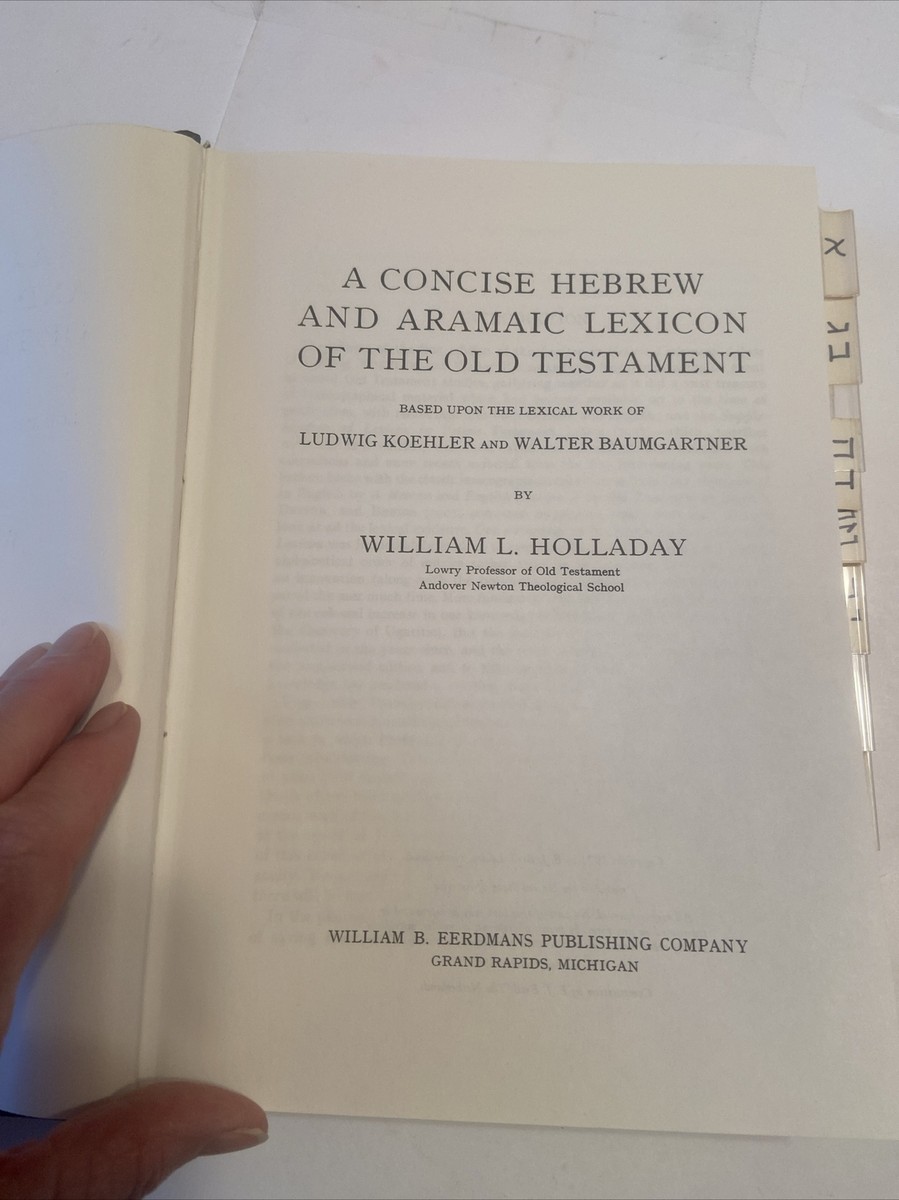 A CONCISE HEBREW
AND ARAMAIC LEXICON
OF THE OLD TESTAMENT
BASED UPON THE LEXICAL WORK OF
LUDWIG KOEHLER AND WALTER BAUMGARTNER
BY
WILLIAM L. HOLLADAY
Lowry Professor of Old Testament
Andover Newton Theological School
WILLIAM B. EERDMANS PUBLISHING COMPANY
GRAND RAPIDS, MICHIGAN
א